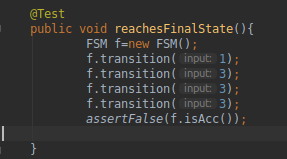 @Test
public void reachesFinalState(){
FSM f=new FSM();
f.transition( input: 1);
f.transition( input: 3);
f.transition( input: 3);
f.transition( input: 3);
assertFalse(f.isAcc());
}